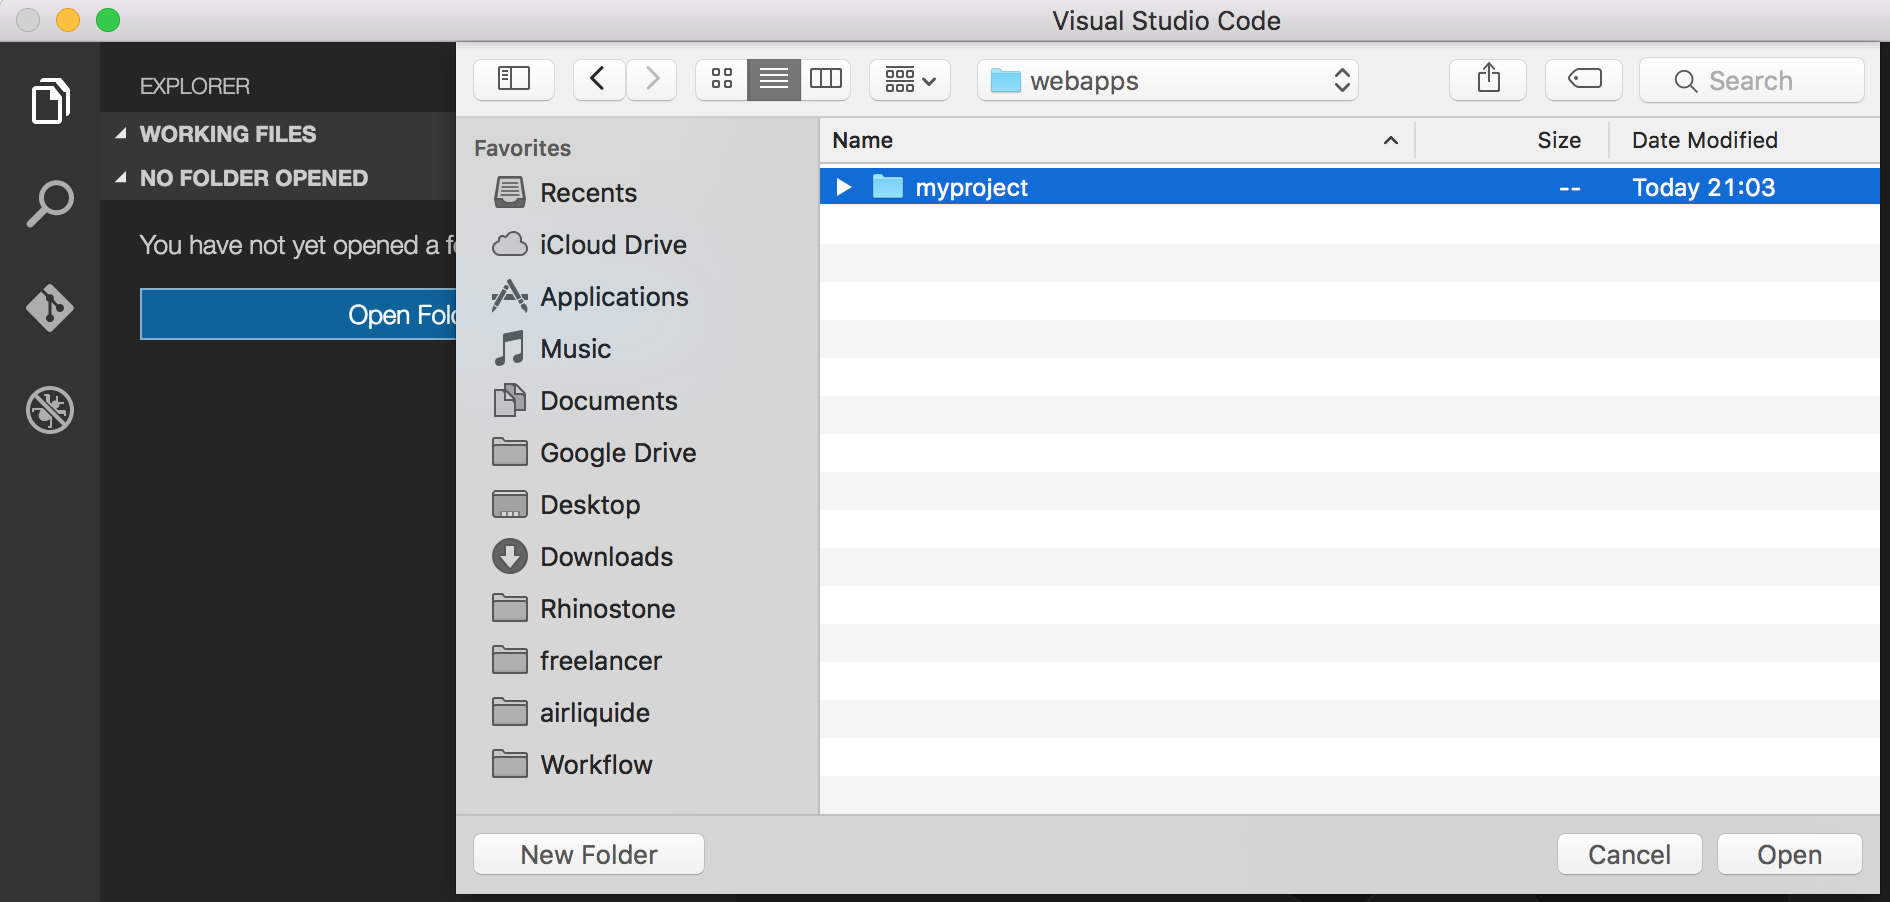 Visual Studio Code
EXPLORER
WORKING FILES
NO FOLDER OPENED
You have not yet opened a fo
Open Fold
webapps
Search
Favorites
Recents
iCloud Drive
Applications
Music
Documents
Google Drive
Desktop
Downloads
Rhinostone
freelancer
airliquide
Workflow
Name Size Date Modified
myproject -- Today 21:03
New Folder
Cancel
Open